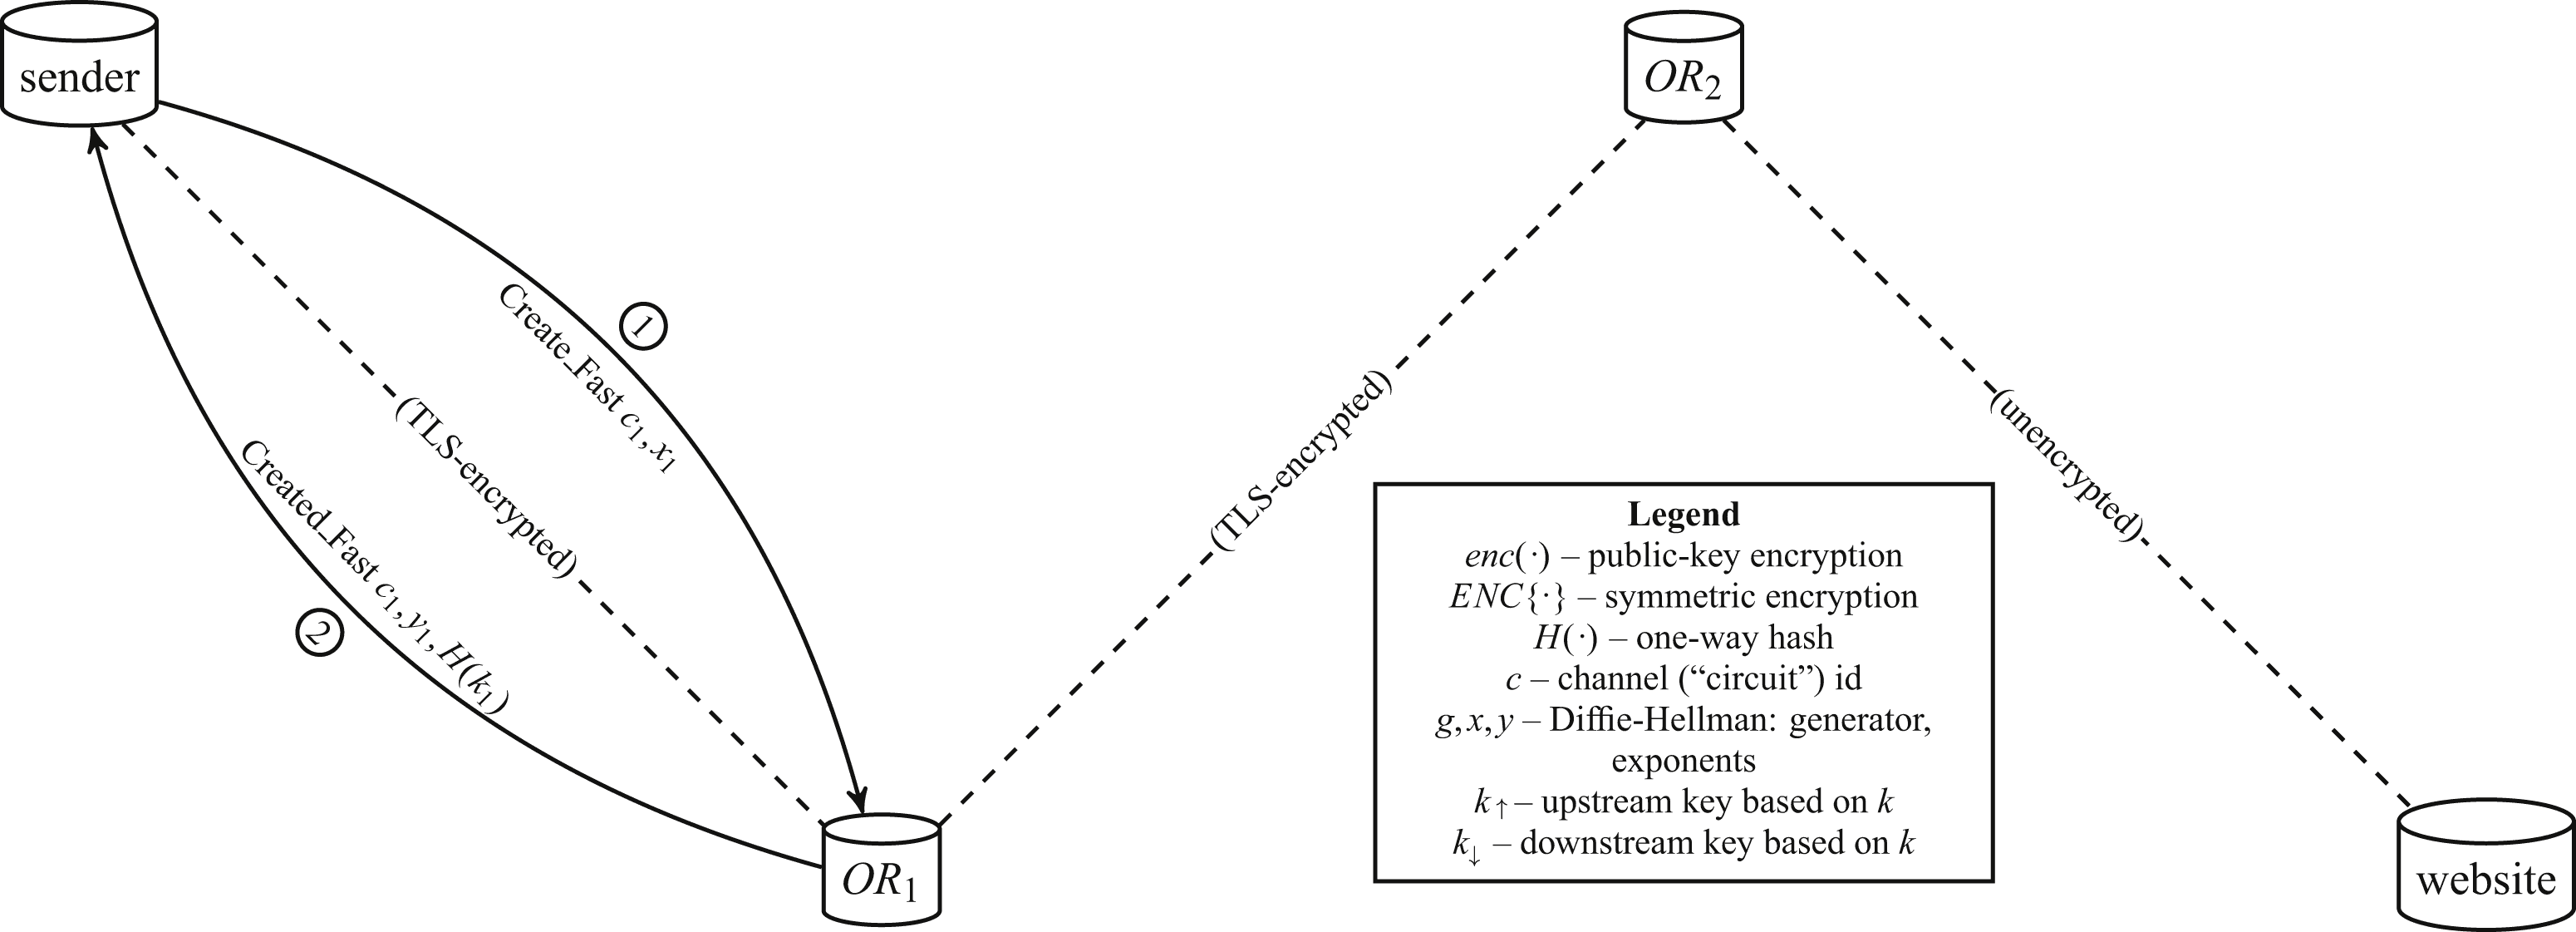 sender
OR2
1
Create_Fast c1, x1
(TLS-encrypted)
Created_Fast c1, y1, H(k1)
2
(TLS-encrypted)
(unencrypted)
Legend
enc(·) – public-key encryption
ENC{·} – symmetric encryption
H(·) – one-way hash
c – channel (“circuit”) id
g, x, y – Diffie-Hellman: generator,
exponents
k↑ – upstream key based on k
k↓ – downstream key based on k
OR1
website